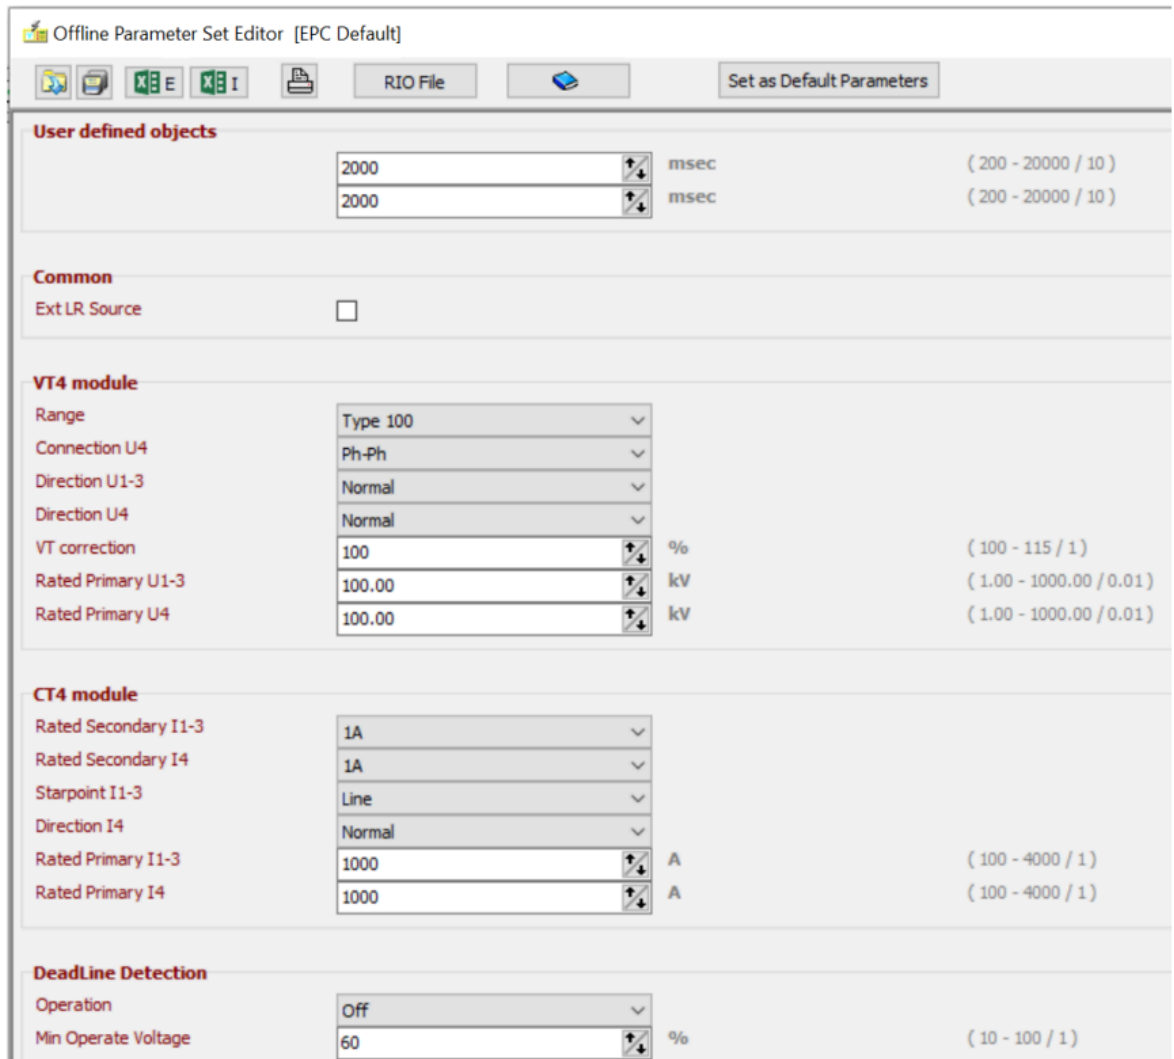 Offline Parameter Set Editor [EPC Default]
E I RIO File Set as Default Parameters
User defined objects
2000 msec ( 200 - 20000 / 10 )
2000 msec ( 200 - 20000 / 10 )
Common
Ext LR Source
VT4 module
Range Type 100
Connection U4 Ph-Ph
Direction U1-3 Normal
Direction U4 Normal
VT correction 100 % ( 100 - 115 / 1 )
Rated Primary U1-3 100.00 kV ( 1.00 - 1000.00 / 0.01 )
Rated Primary U4 100.00 kV ( 1.00 - 1000.00 / 0.01 )
CT4 module
Rated Secondary I1-3 1A
Rated Secondary I4 1A
Starpoint I1-3 Line
Direction I4 Normal
Rated Primary I1-3 1000 A ( 100 - 4000 / 1 )
Rated Primary I4 1000 A ( 100 - 4000 / 1 )
DeadLine Detection
Operation Off
Min Operate Voltage 60 % ( 10 - 100 / 1 )